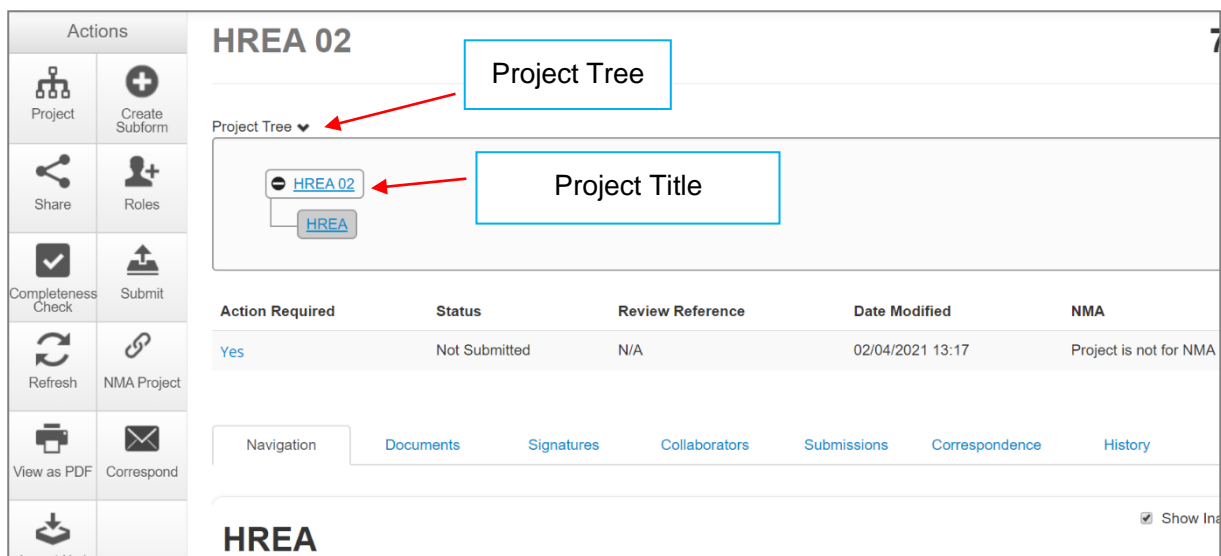 Actions
HREA 02
Project Tree
Project
Create
Subform
Project Tree
Project Title
HREA 02
HREA
Share
Roles
Completeness
Check
Submit
Action Required Status Review Reference Date Modified NMA
Yes Not Submitted N/A 02/04/2021 13:17 Project is not for NMA
Refresh
NMA Project
Navigation Documents Signatures Collaborators Submissions Correspondence History
View as PDF
Correspond
HREA
Show